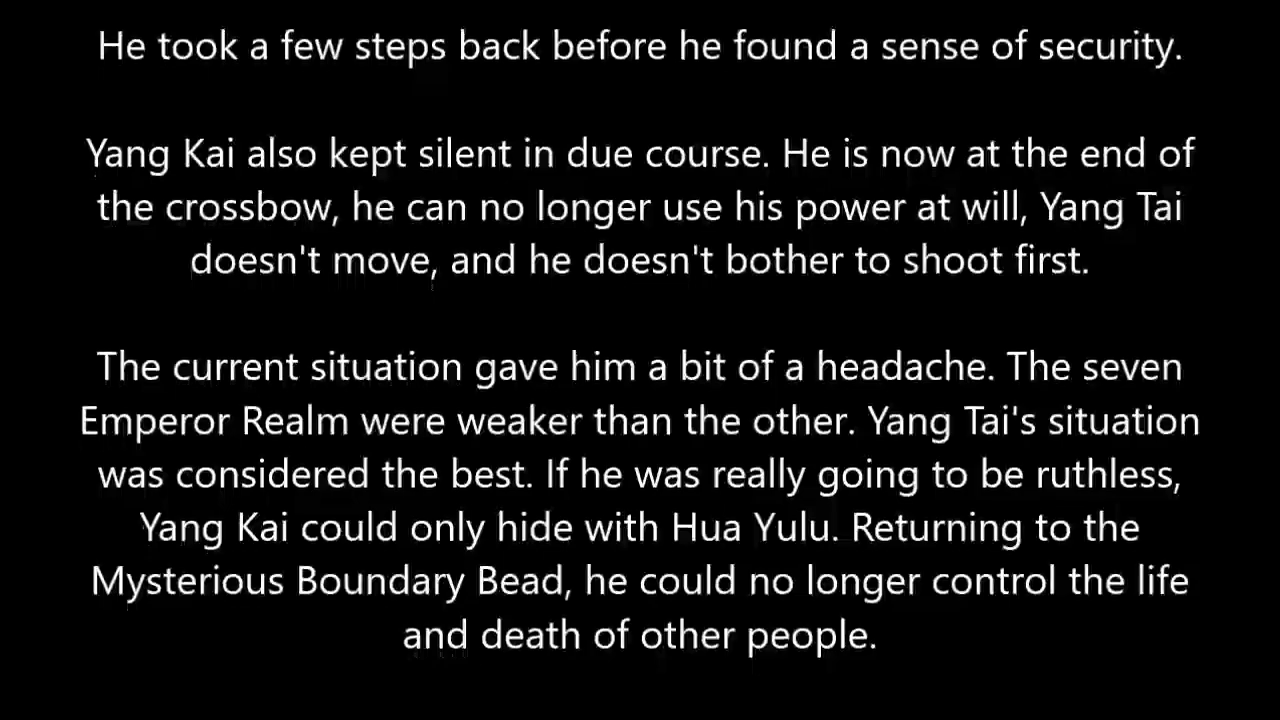 He took a few steps back before he found a sense of security.
Yang Kai also kept silent in due course. He is now at the end of
the crossbow, he can no longer use his power at will, Yang Tai
doesn't move, and he doesn't bother to shoot first.
The current situation gave him a bit of a headache. The seven
Emperor Realm were weaker than the other. Yang Tai's situation
was considered the best. If he was really going to be ruthless,
Yang Kai could only hide with Hua Yulu. Returning to the
Mysterious Boundary Bead, he could no longer control the life
and death of other people.